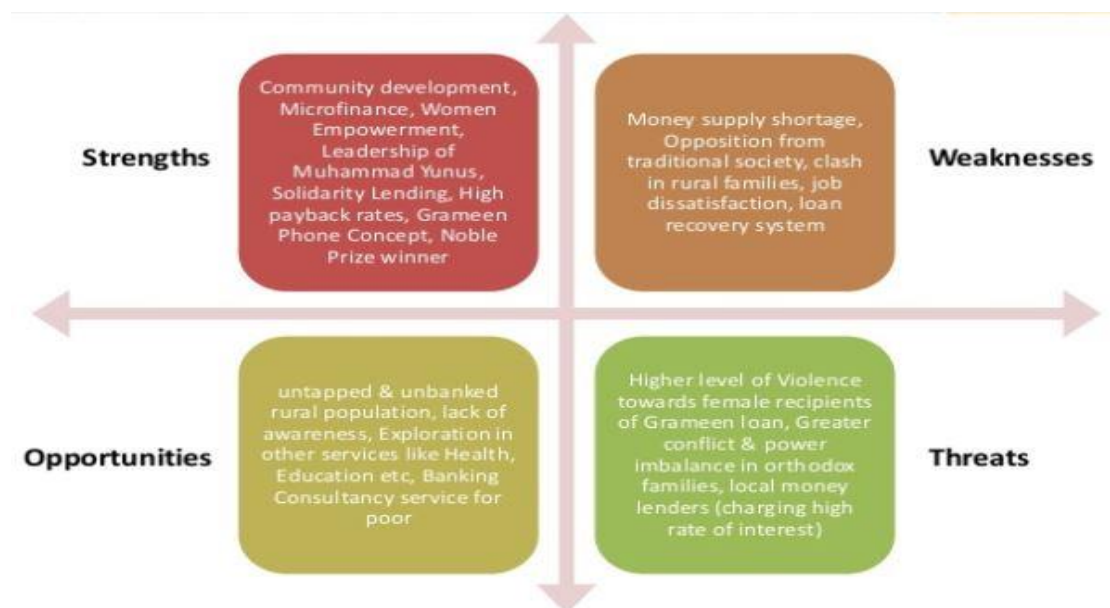 Strengths
Community development,
Microfinance, Women
Empowerment,
Leadership of
Muhammad Yunus,
Solidarity Lending, High
payback rates, Grameen
Phone Concept, Noble
Prize winner
Money supply shortage,
Opposition from
traditional society, clash
in rural families, job
dissatisfaction, loan
recovery system
Weaknesses
Opportunities
untapped & unbanked
rural population, lack of
awareness, Exploration in
other services like Health,
Education etc, Banking
Consultancy service for
poor
Higher level of Violence
towards female recipients
of Grameen loan, Greater
conflict & power
imbalance in orthodox
families, local money
lenders (charging high
rate of interest)
Threats